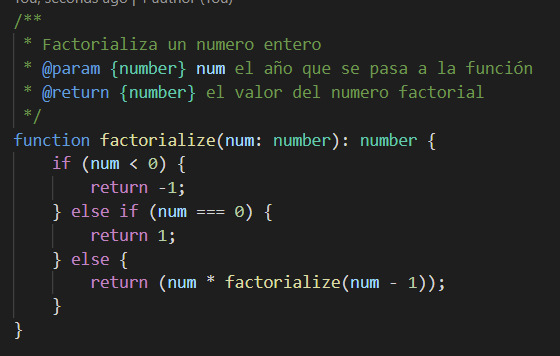 You, seconds ago | 1 author (You)
/**
 * Factorializa un numero entero
 * @param {number} num el año que se pasa a la función
 * @return {number} el valor del numero factorial
 */
function factorialize(num: number): number {
    if (num < 0) {
        return -1;
    } else if (num === 0) {
        return 1;
    } else {
        return (num * factorialize(num - 1));
    }
}